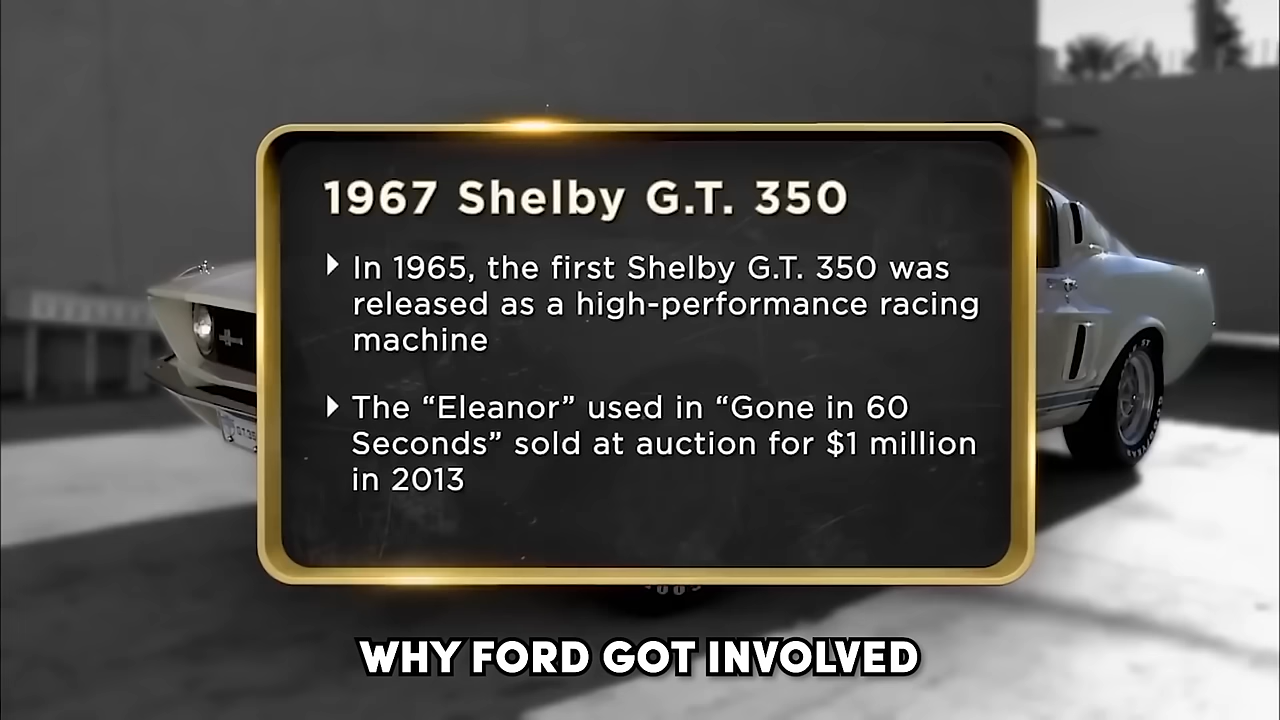 1967 Shelby G.T. 350
In 1965, the first Shelby G.T. 350 was
released as a high-performance racing
machine
The “Eleanor” used in “Gone in 60
Seconds” sold at auction for $1 million
in 2013
WHY FORD GOT INVOLVED